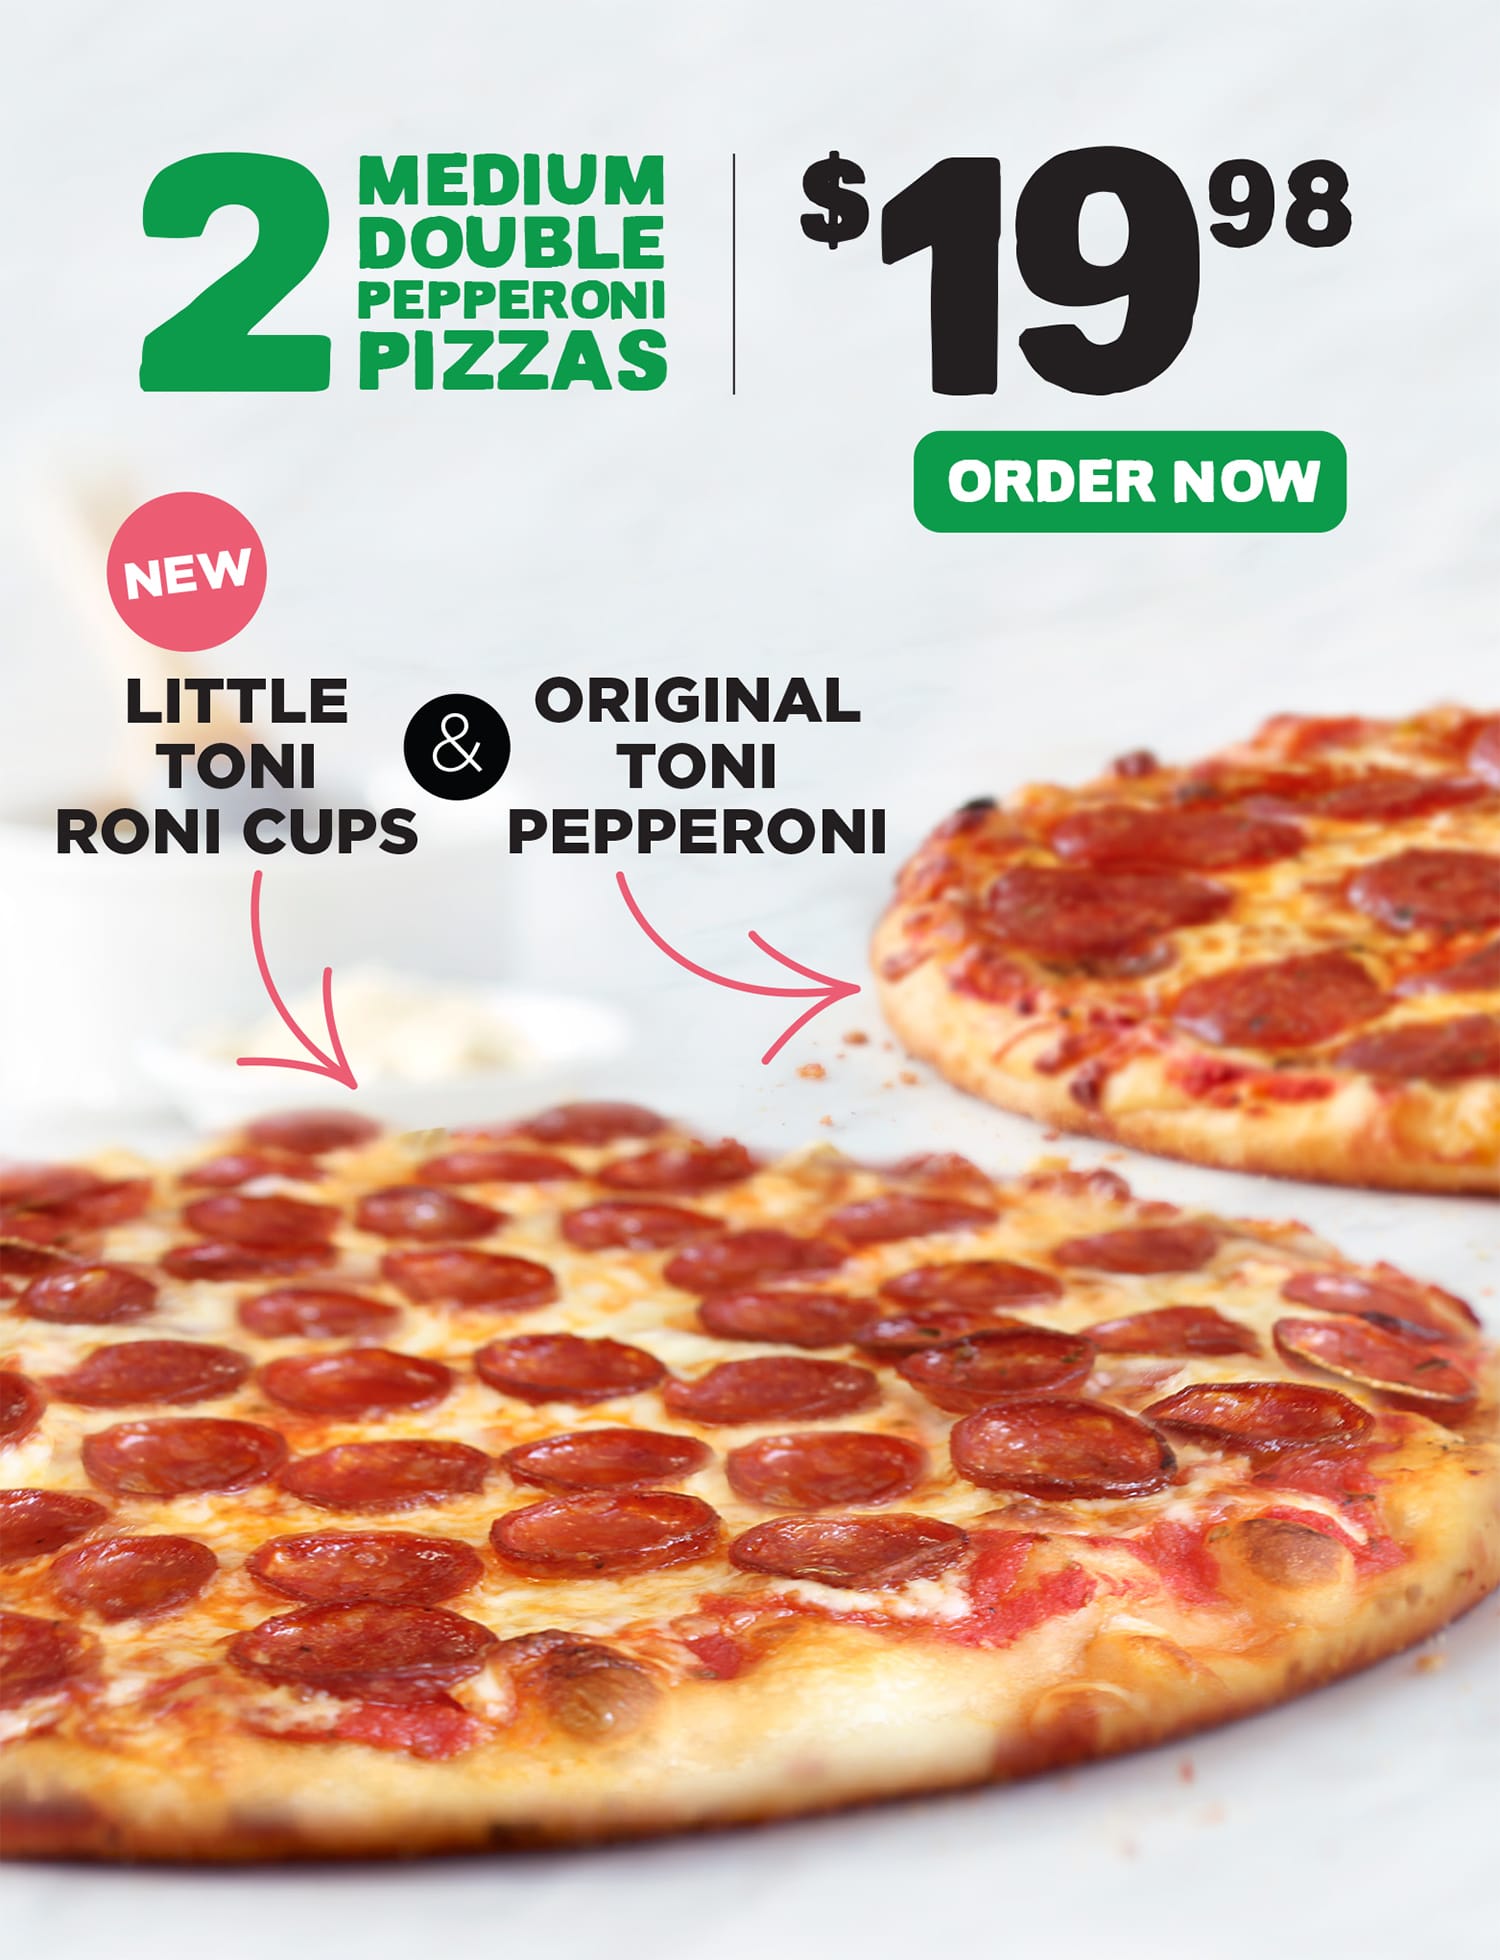 2
MEDIUM
DOUBLE
PEPPERONI
PIZZAS
$19 98
ORDER NOW
NEW
LITTLE
TONI
RONI CUPS
&
ORIGINAL
TONI
PEPPERONI